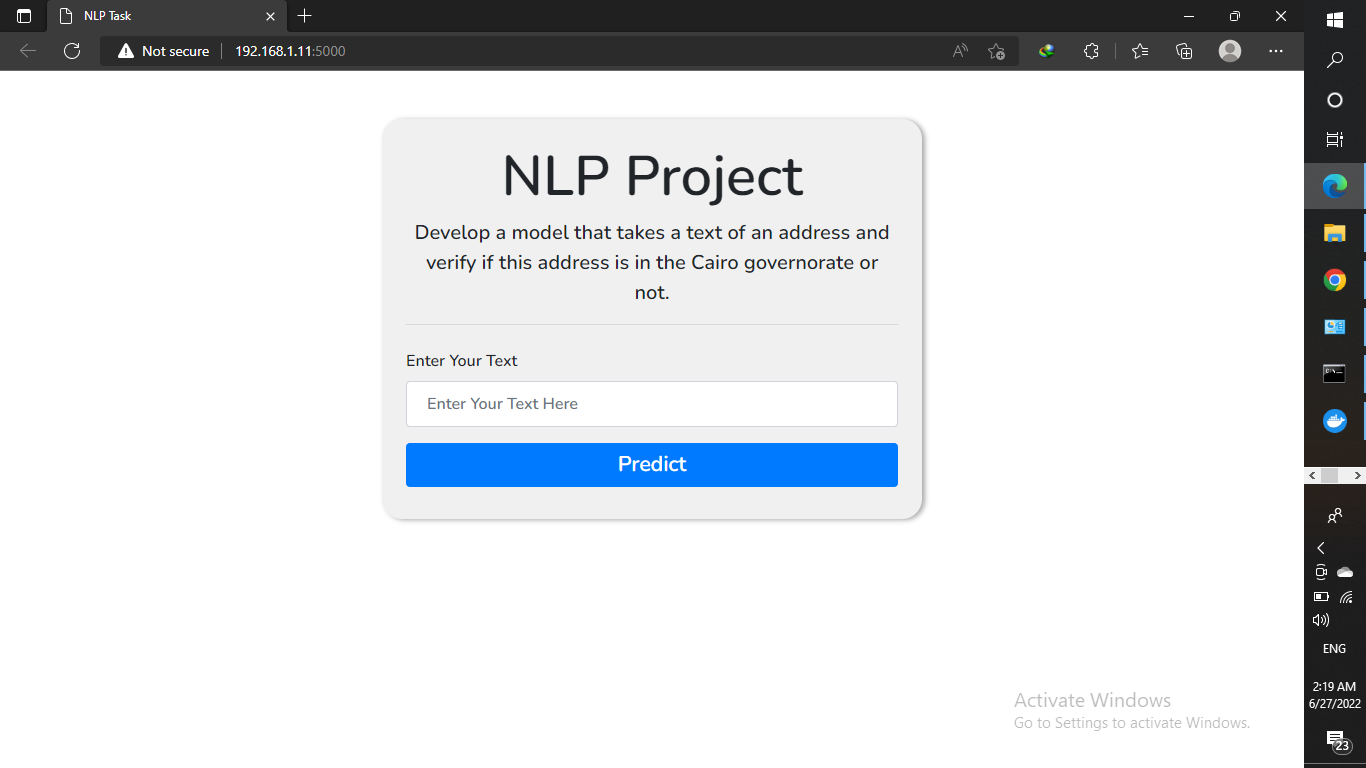 NLP Task
Not secure
192.168.1.11:5000
NLP Project
Develop a model that takes a text of an address and
verify if this address is in the Cairo governorate or
not.
Enter Your Text
Enter Your Text Here
Predict
Activate Windows
Go to Settings to activate Windows.
ENG
2:19 AM
6/27/2022
23